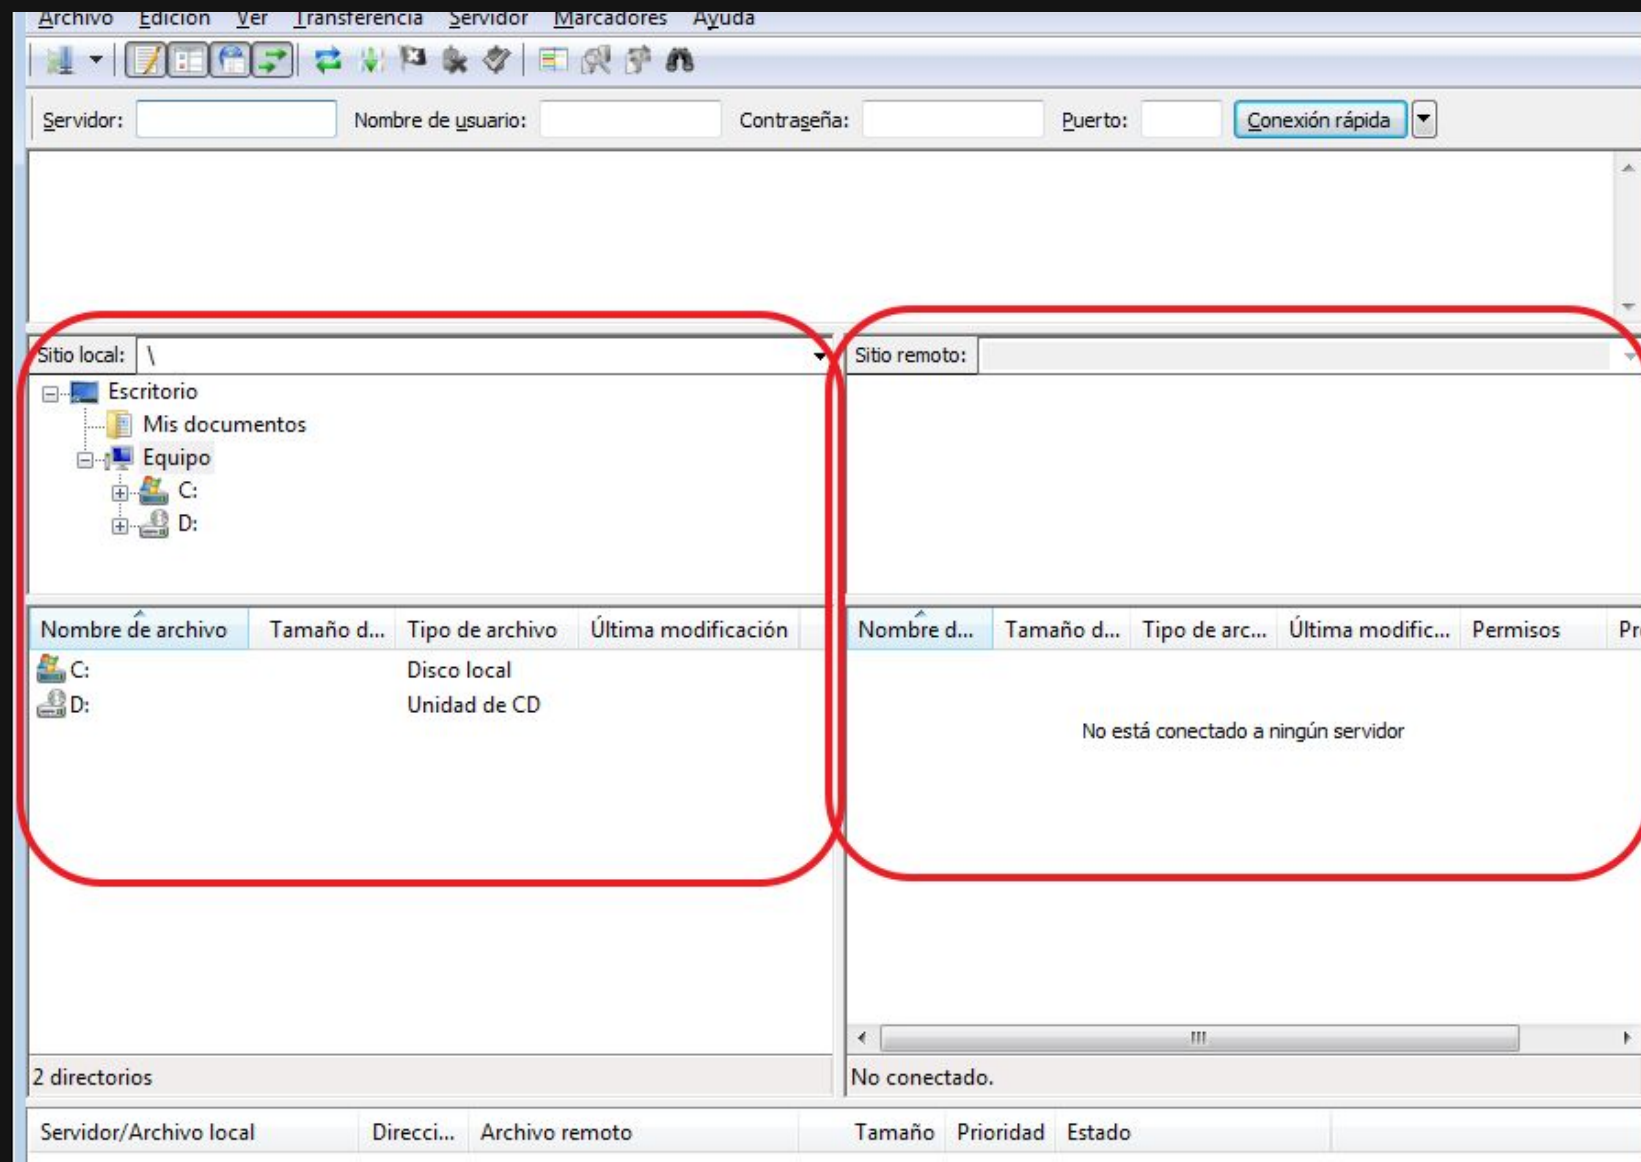 Archivo Edición Ver Transferencia Servidor Marcadores Ayuda
Servidor: Nombre de usuario: Contraseña: Puerto: Conexión rápida
Sitio local: \
Escritorio
Mis documentos
Equipo
C:
D:
Nombre de archivo Tamaño d... Tipo de archivo Última modificación
C: Disco local
D: Unidad de CD
2 directorios
Sitio remoto:
Nombre d... Tamaño d... Tipo de arc... Última modific... Permisos Pr
No está conectado a ningún servidor
No conectado.
Servidor/Archivo local Direcci... Archivo remoto Tamaño Prioridad Estado